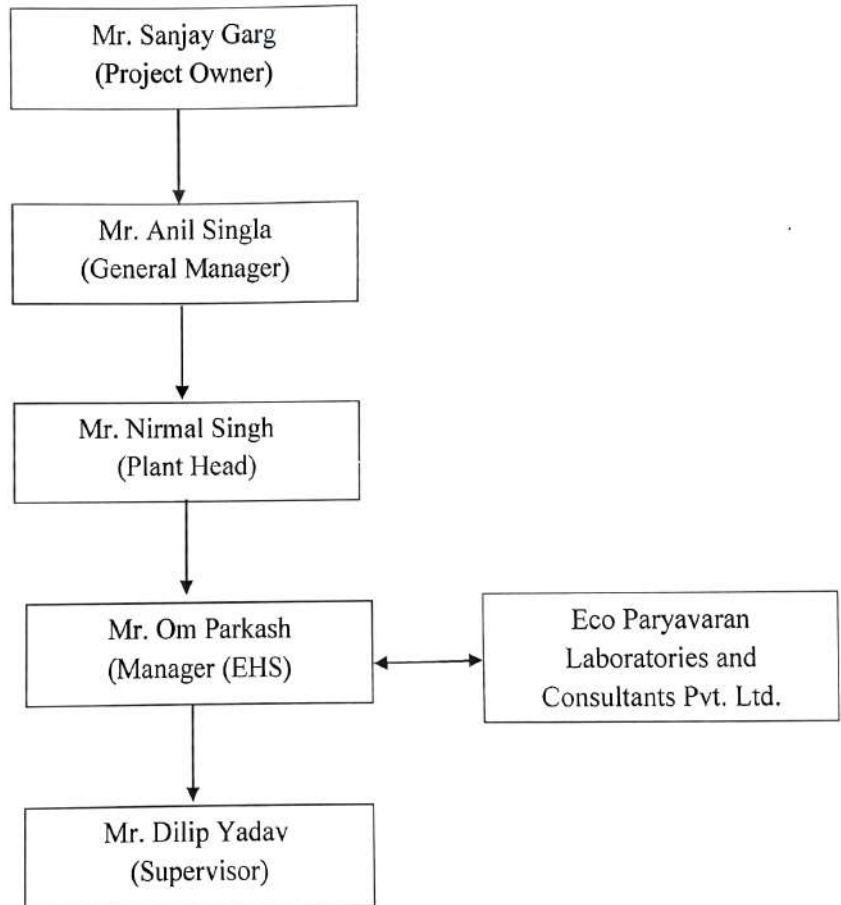 Mr. Sanjay Garg
(Project Owner)
Mr. Anil Singla
(General Manager)
Mr. Nirmal Singh
(Plant Head)
Mr. Om Parkash
(Manager (EHS)
Eco Paryavaran
Laboratories and
Consultants Pvt. Ltd.
Mr. Dilip Yadav
(Supervisor)